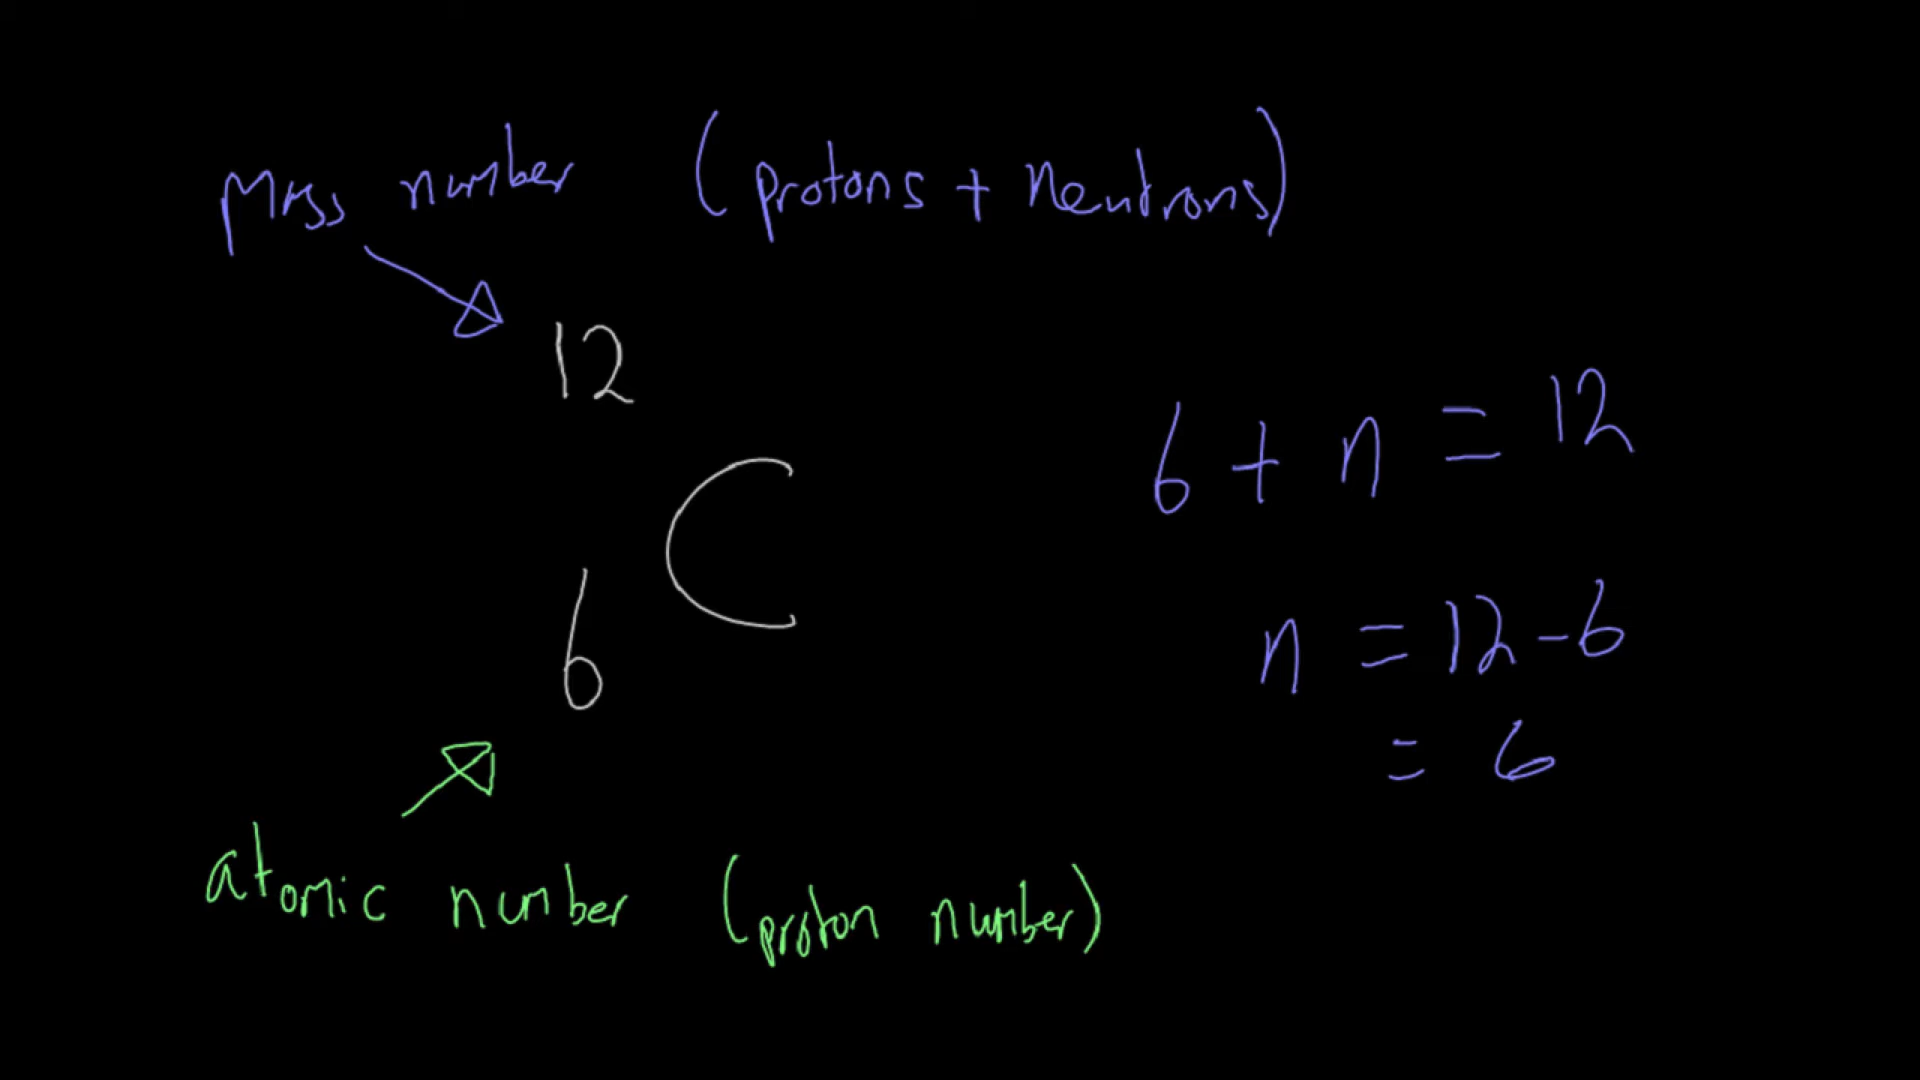 Mass number (protons + Neutrons)
12
C
6
atomic number (proton number)
6 + n = 12
n = 12 - 6
= 6